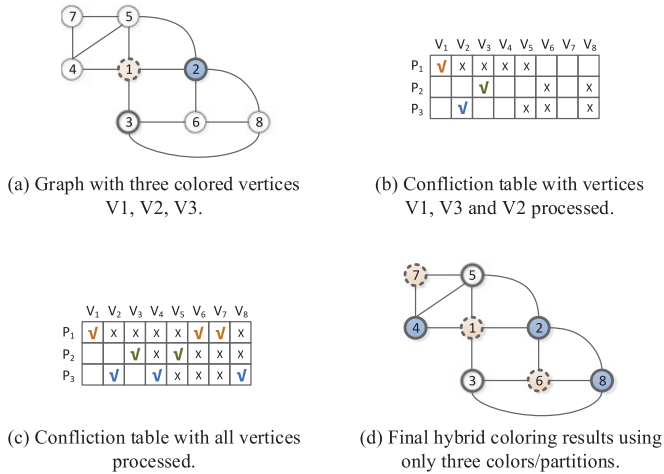 7 5
4 1 2
3 6 8
(a) Graph with three colored vertices
V1, V2, V3.
V1 V2 V3 V4 V5 V6 V7 V8
P1 √ x x x x
P2 √ x x
P3 √ x x x
(b) Confliction table with vertices
V1, V3 and V2 processed.
V1 V2 V3 V4 V5 V6 V7 V8
P1 √ x x x x √ √ x
P2 √ x √ x x x
P3 √ √ x x x √
(c) Confliction table with all vertices
processed.
7 5
4 1 2
3 6 8
(d) Final hybrid coloring results using
only three colors/partitions.